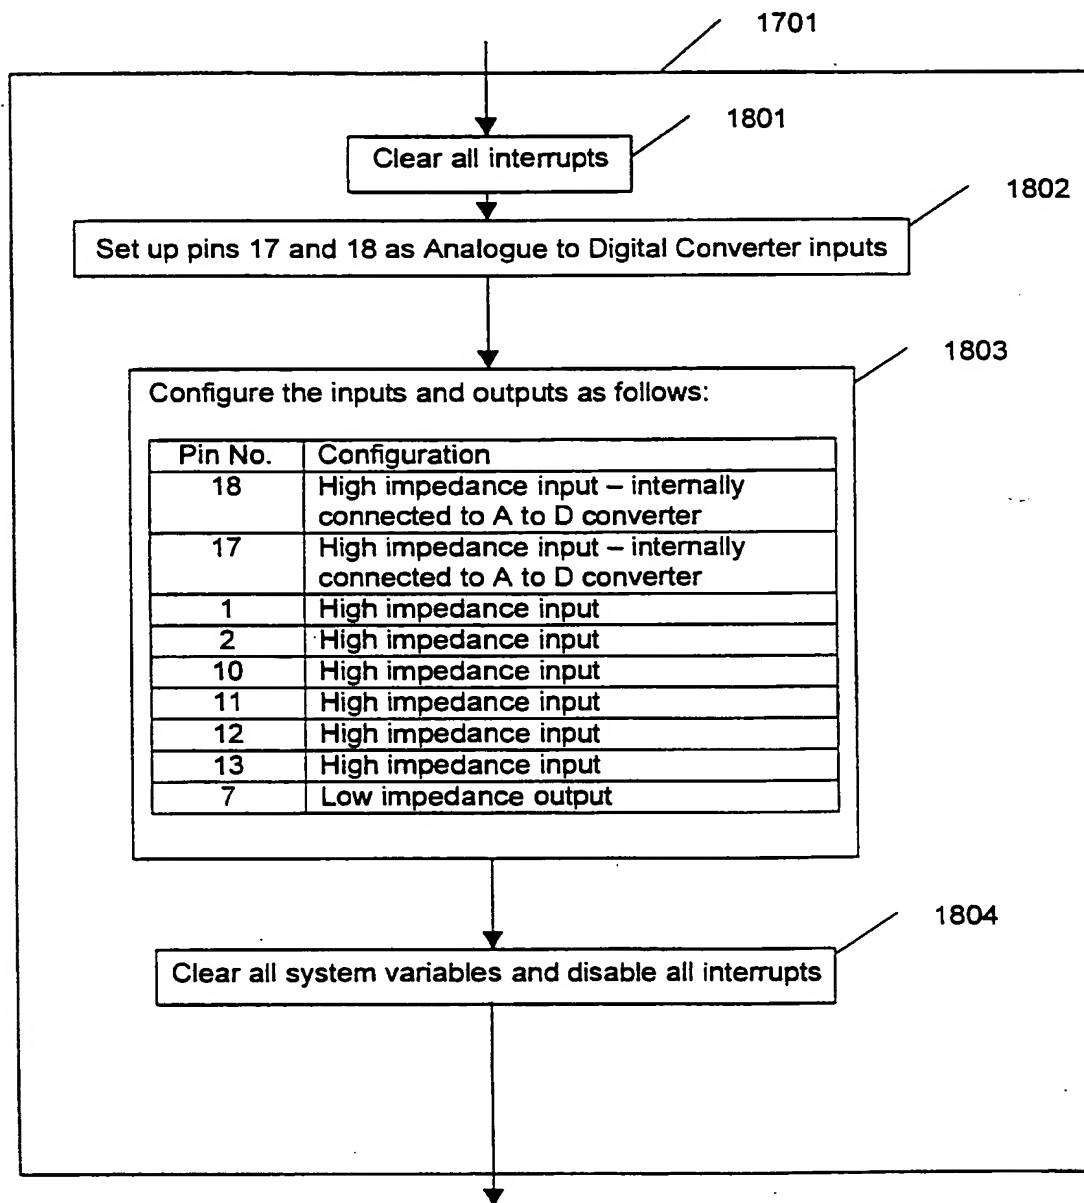 1701
1801
Clear all interrupts
1802
Set up pins 17 and 18 as Analogue to Digital Converter inputs
1803
Configure the inputs and outputs as follows:
Pin No. Configuration
18 High impedance input – internally
connected to A to D converter
17 High impedance input – internally
connected to A to D converter
1 High impedance input
2 High impedance input
10 High impedance input
11 High impedance input
12 High impedance input
13 High impedance input
7 Low impedance output
1804
Clear all system variables and disable all interrupts